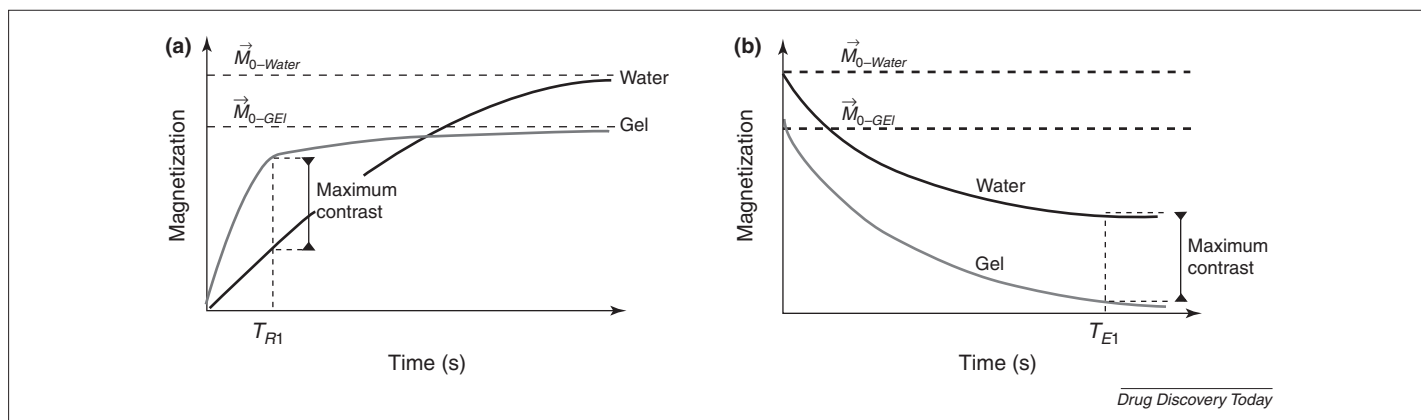 (a)
M⃗0–Water
Water
M⃗0–GEl
Gel
Maximum
contrast
Magnetization
TR1
Time (s)
(b)
M⃗0–Water
M⃗0–GEl
Water
Gel
Maximum
contrast
Magnetization
TE1
Time (s)
Drug Discovery Today